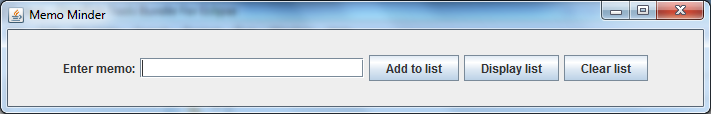 Memo Minder
Enter memo: Add to list Display list Clear list